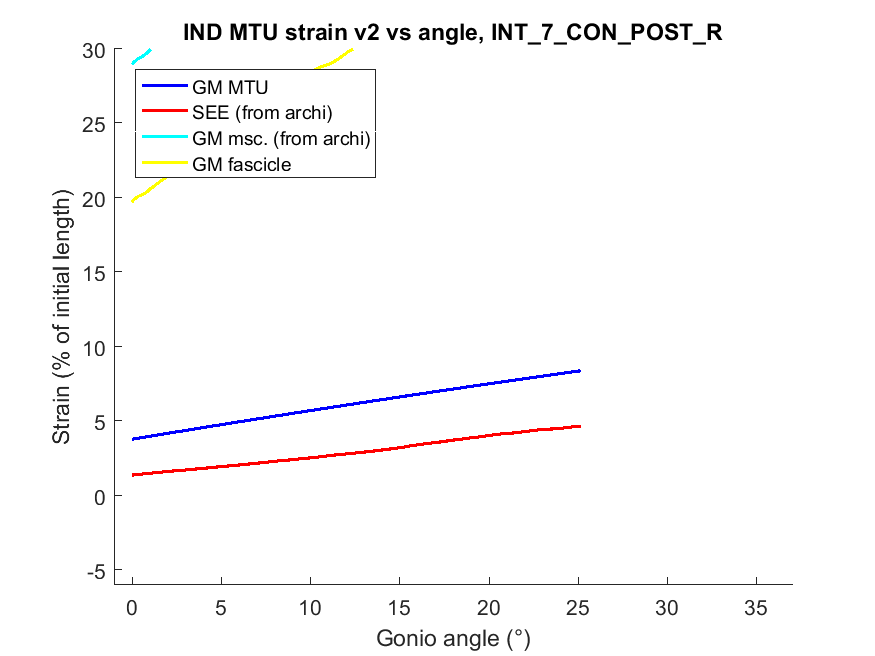 IND MTU strain v2 vs angle, INT_7_CON_POST_R
30
25
20
15
10
5
0
-5
Strain (% of initial length)
GM MTU
SEE (from archi)
GM msc. (from archi)
GM fascicle
0 5 10 15 20 25 30 35
Gonio angle (°)